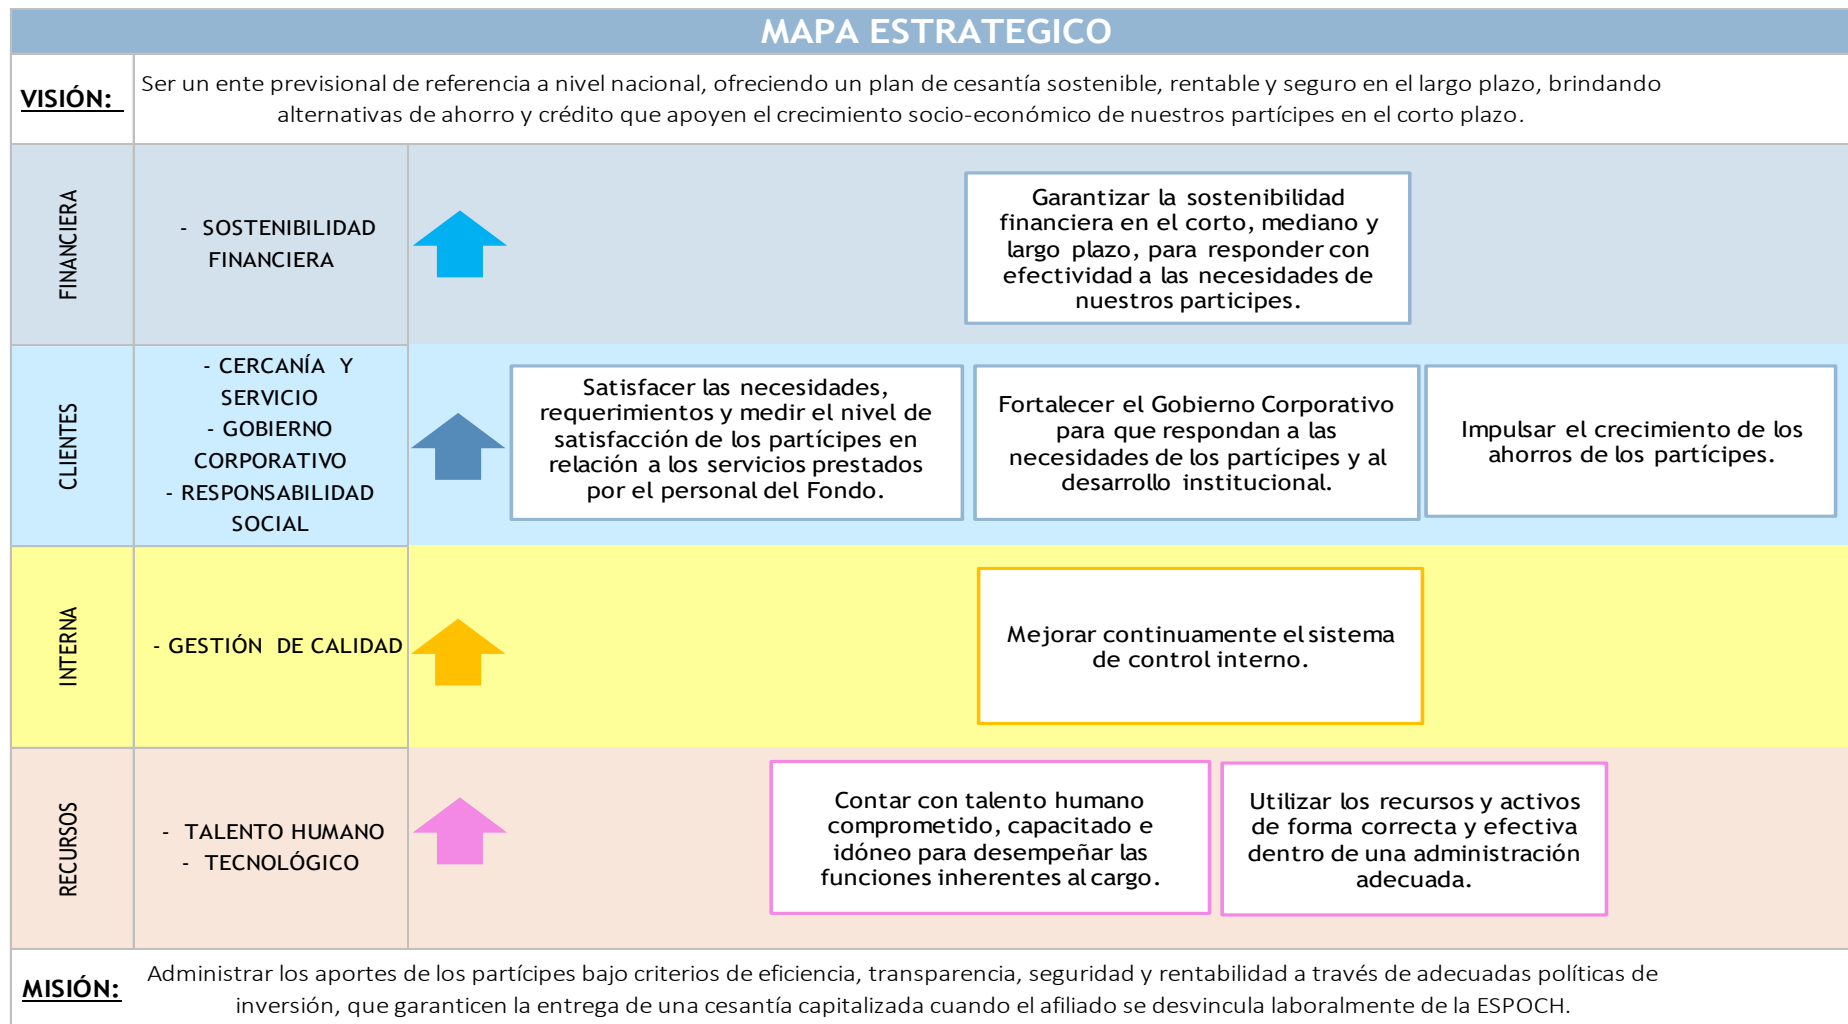 MAPA ESTRATEGICO
VISIÓN:
Ser un ente previsional de referencia a nivel nacional, ofreciendo un plan de cesantía sostenible, rentable y seguro en el largo plazo, brindando
alternativas de ahorro y crédito que apoyen el crecimiento socio-económico de nuestros partícipes en el corto plazo.
FINANCIERA
- SOSTENIBILIDAD
FINANCIERA
Garantizar la sostenibilidad
financiera en el corto, mediano y
largo plazo, para responder con
efectividad a las necesidades de
nuestros participes.
CLIENTES
- CERCANÍA Y
SERVICIO
- GOBIERNO
CORPORATIVO
- RESPONSABILIDAD
SOCIAL
Satisfacer las necesidades,
requerimientos y medir el nivel de
satisfacción de los partícipes en
relación a los servicios prestados
por el personal del Fondo.
Fortalecer el Gobierno Corporativo
para que respondan a las
necesidades de los partícipes y al
desarrollo institucional.
Impulsar el crecimiento de los
ahorros de los partícipes.
INTERNA
- GESTIÓN DE CALIDAD
Mejorar continuamente el sistema
de control interno.
RECURSOS
- TALENTO HUMANO
- TECNOLÓGICO
Contar con talento humano
comprometido, capacitado e
idóneo para desempeñar las
funciones inherentes al cargo.
Utilizar los recursos y activos
de forma correcta y efectiva
dentro de una administración
adecuada.
MISIÓN:
Administrar los aportes de los partícipes bajo criterios de eficiencia, transparencia, seguridad y rentabilidad a través de adecuadas políticas de
inversión, que garanticen la entrega de una cesantía capitalizada cuando el afiliado se desvincula laboralmente de la ESPOCH.